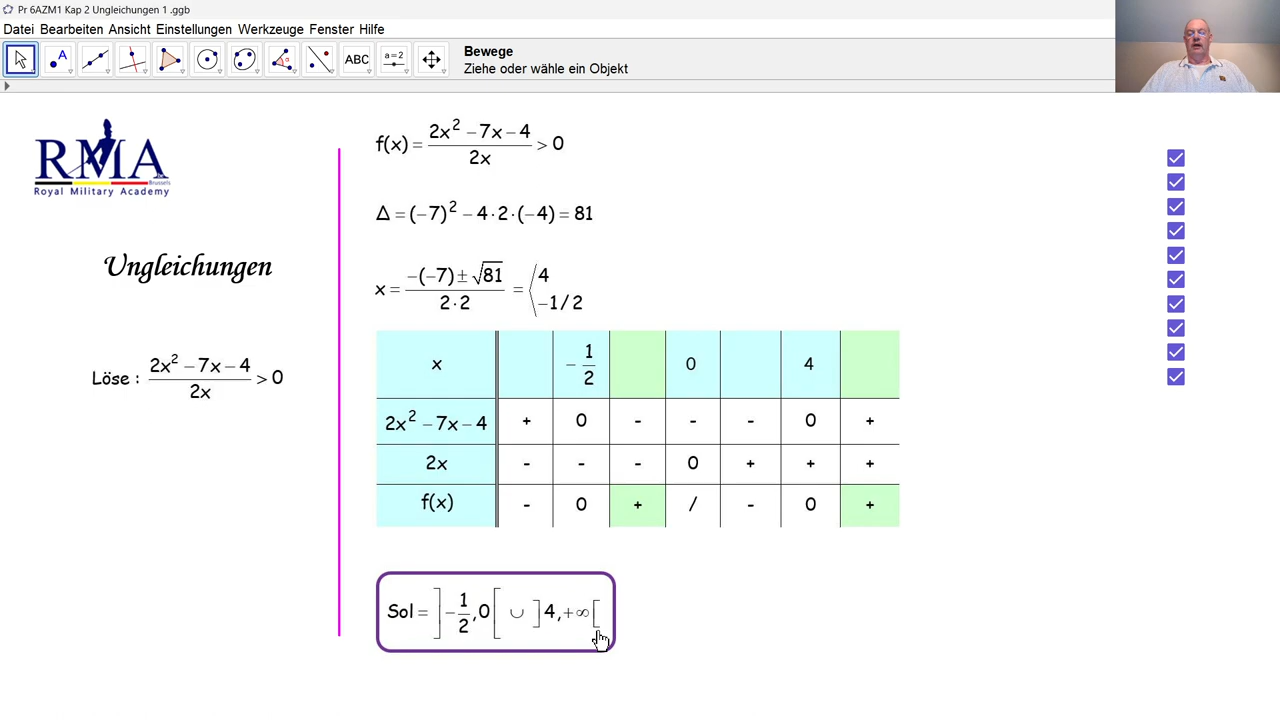 Pr 6AZM1 Kap 2 Ungleichungen 1 .ggb
Datei Bearbeiten Ansicht Einstellungen Werkzeuge Fenster Hilfe
A ABC a=2 Bewege
Ziehe oder wähle ein Objekt
RMA
.be
Brussels
Royal Military Academy
Ungleichungen
Löse : (2x² − 7x − 4)/(2x) > 0
f(x) = (2x² − 7x − 4)/(2x) > 0
Δ = (−7)² − 4·2·(−4) = 81
x = (−(−7) ± √81)/(2·2) = ⟨ 4
−1/2
x −1/2 0 4
2x² − 7x − 4 + 0 - - - 0 +
2x - - - 0 + + +
f(x) - 0 + / - 0 +
Sol = ]−1/2,0[ ∪ ]4,+∞[